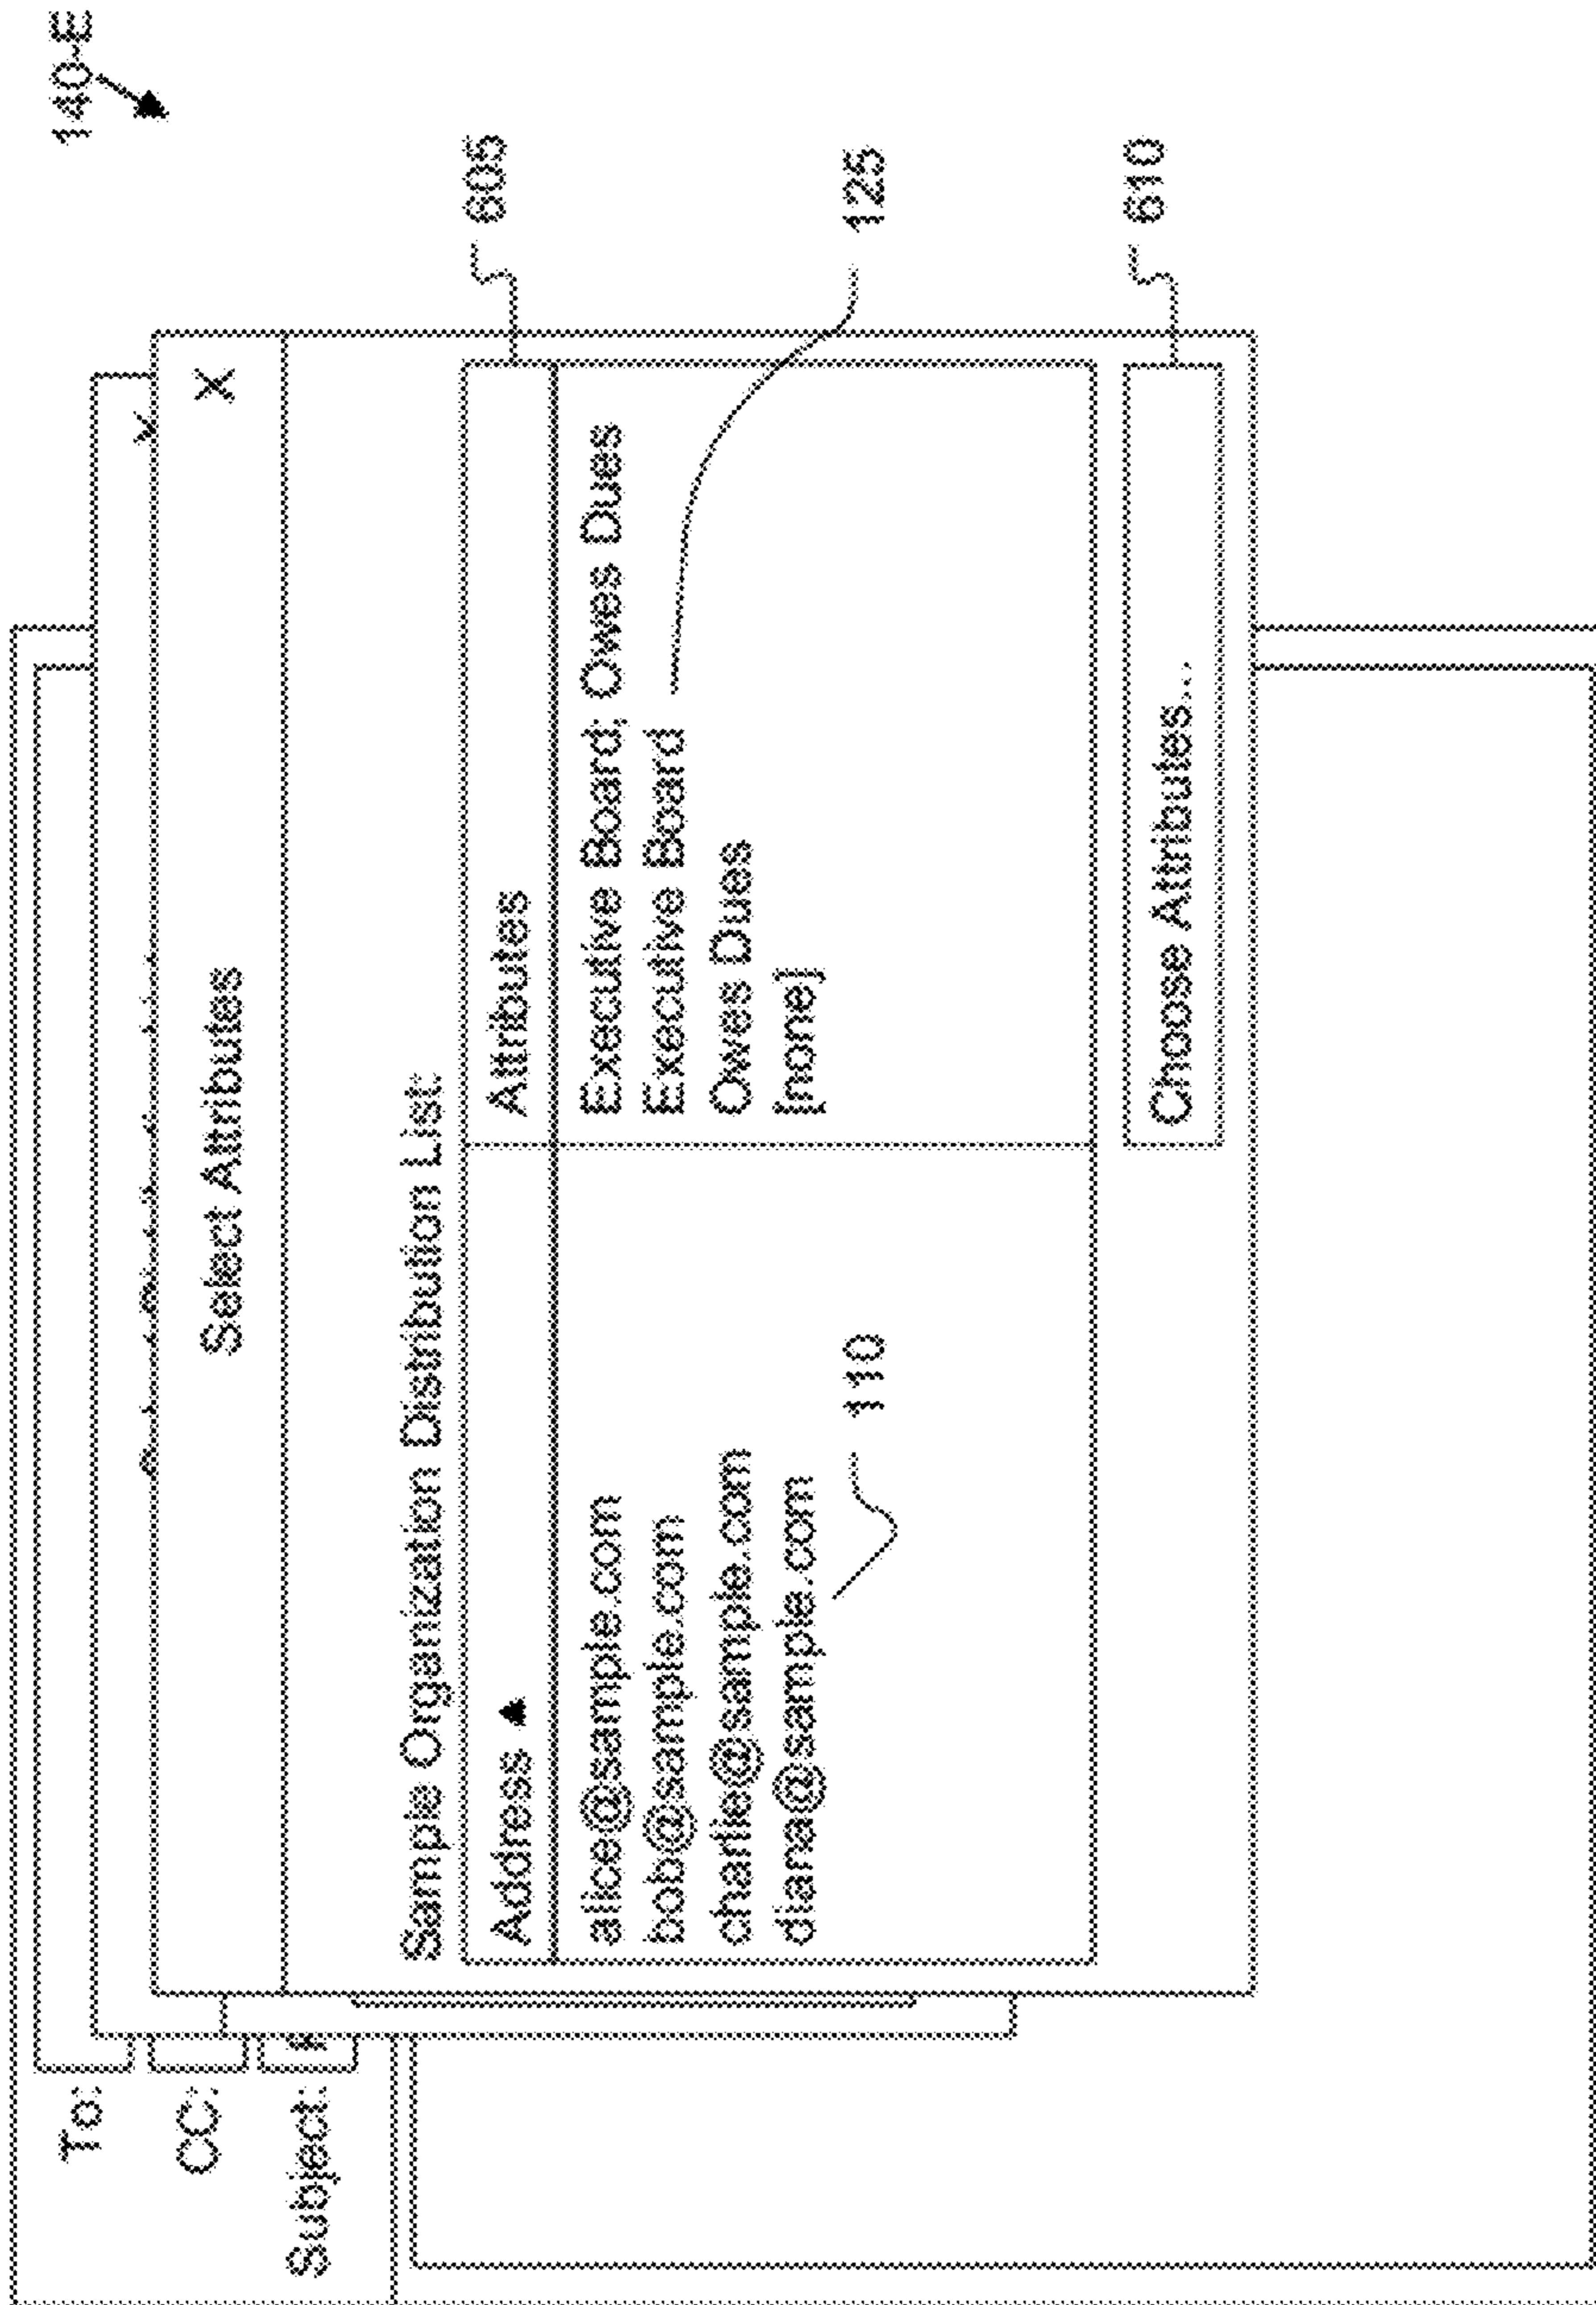 140-E
To:
CC:
Subject:
X
Select Attributes
X
Sample Organization Distribution List:
Address ▲ Attributes
605
alice@sample.com Executive Board; Owes Dues
bob@sample.com Executive Board
charlie@sample.com Owes Dues
diana@sample.com [none]
110
125
Choose Attributes...
610